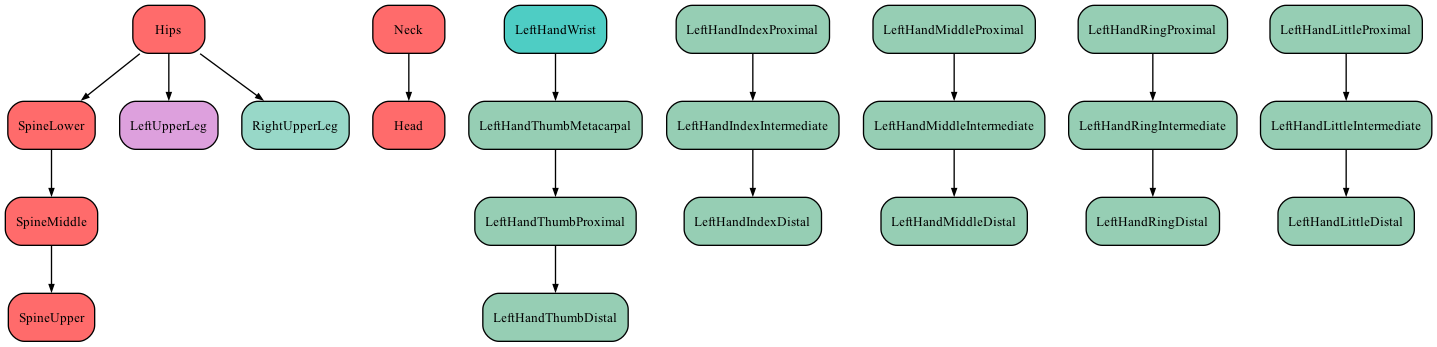 Hips
Neck
LeftHandWrist
LeftHandIndexProximal
LeftHandMiddleProximal
LeftHandRingProximal
LeftHandLittleProximal
SpineLower
LeftUpperLeg
RightUpperLeg
Head
LeftHandThumbMetacarpal
LeftHandIndexIntermediate
LeftHandMiddleIntermediate
LeftHandRingIntermediate
LeftHandLittleIntermediate
SpineMiddle
LeftHandThumbProximal
LeftHandIndexDistal
LeftHandMiddleDistal
LeftHandRingDistal
LeftHandLittleDistal
SpineUpper
LeftHandThumbDistal